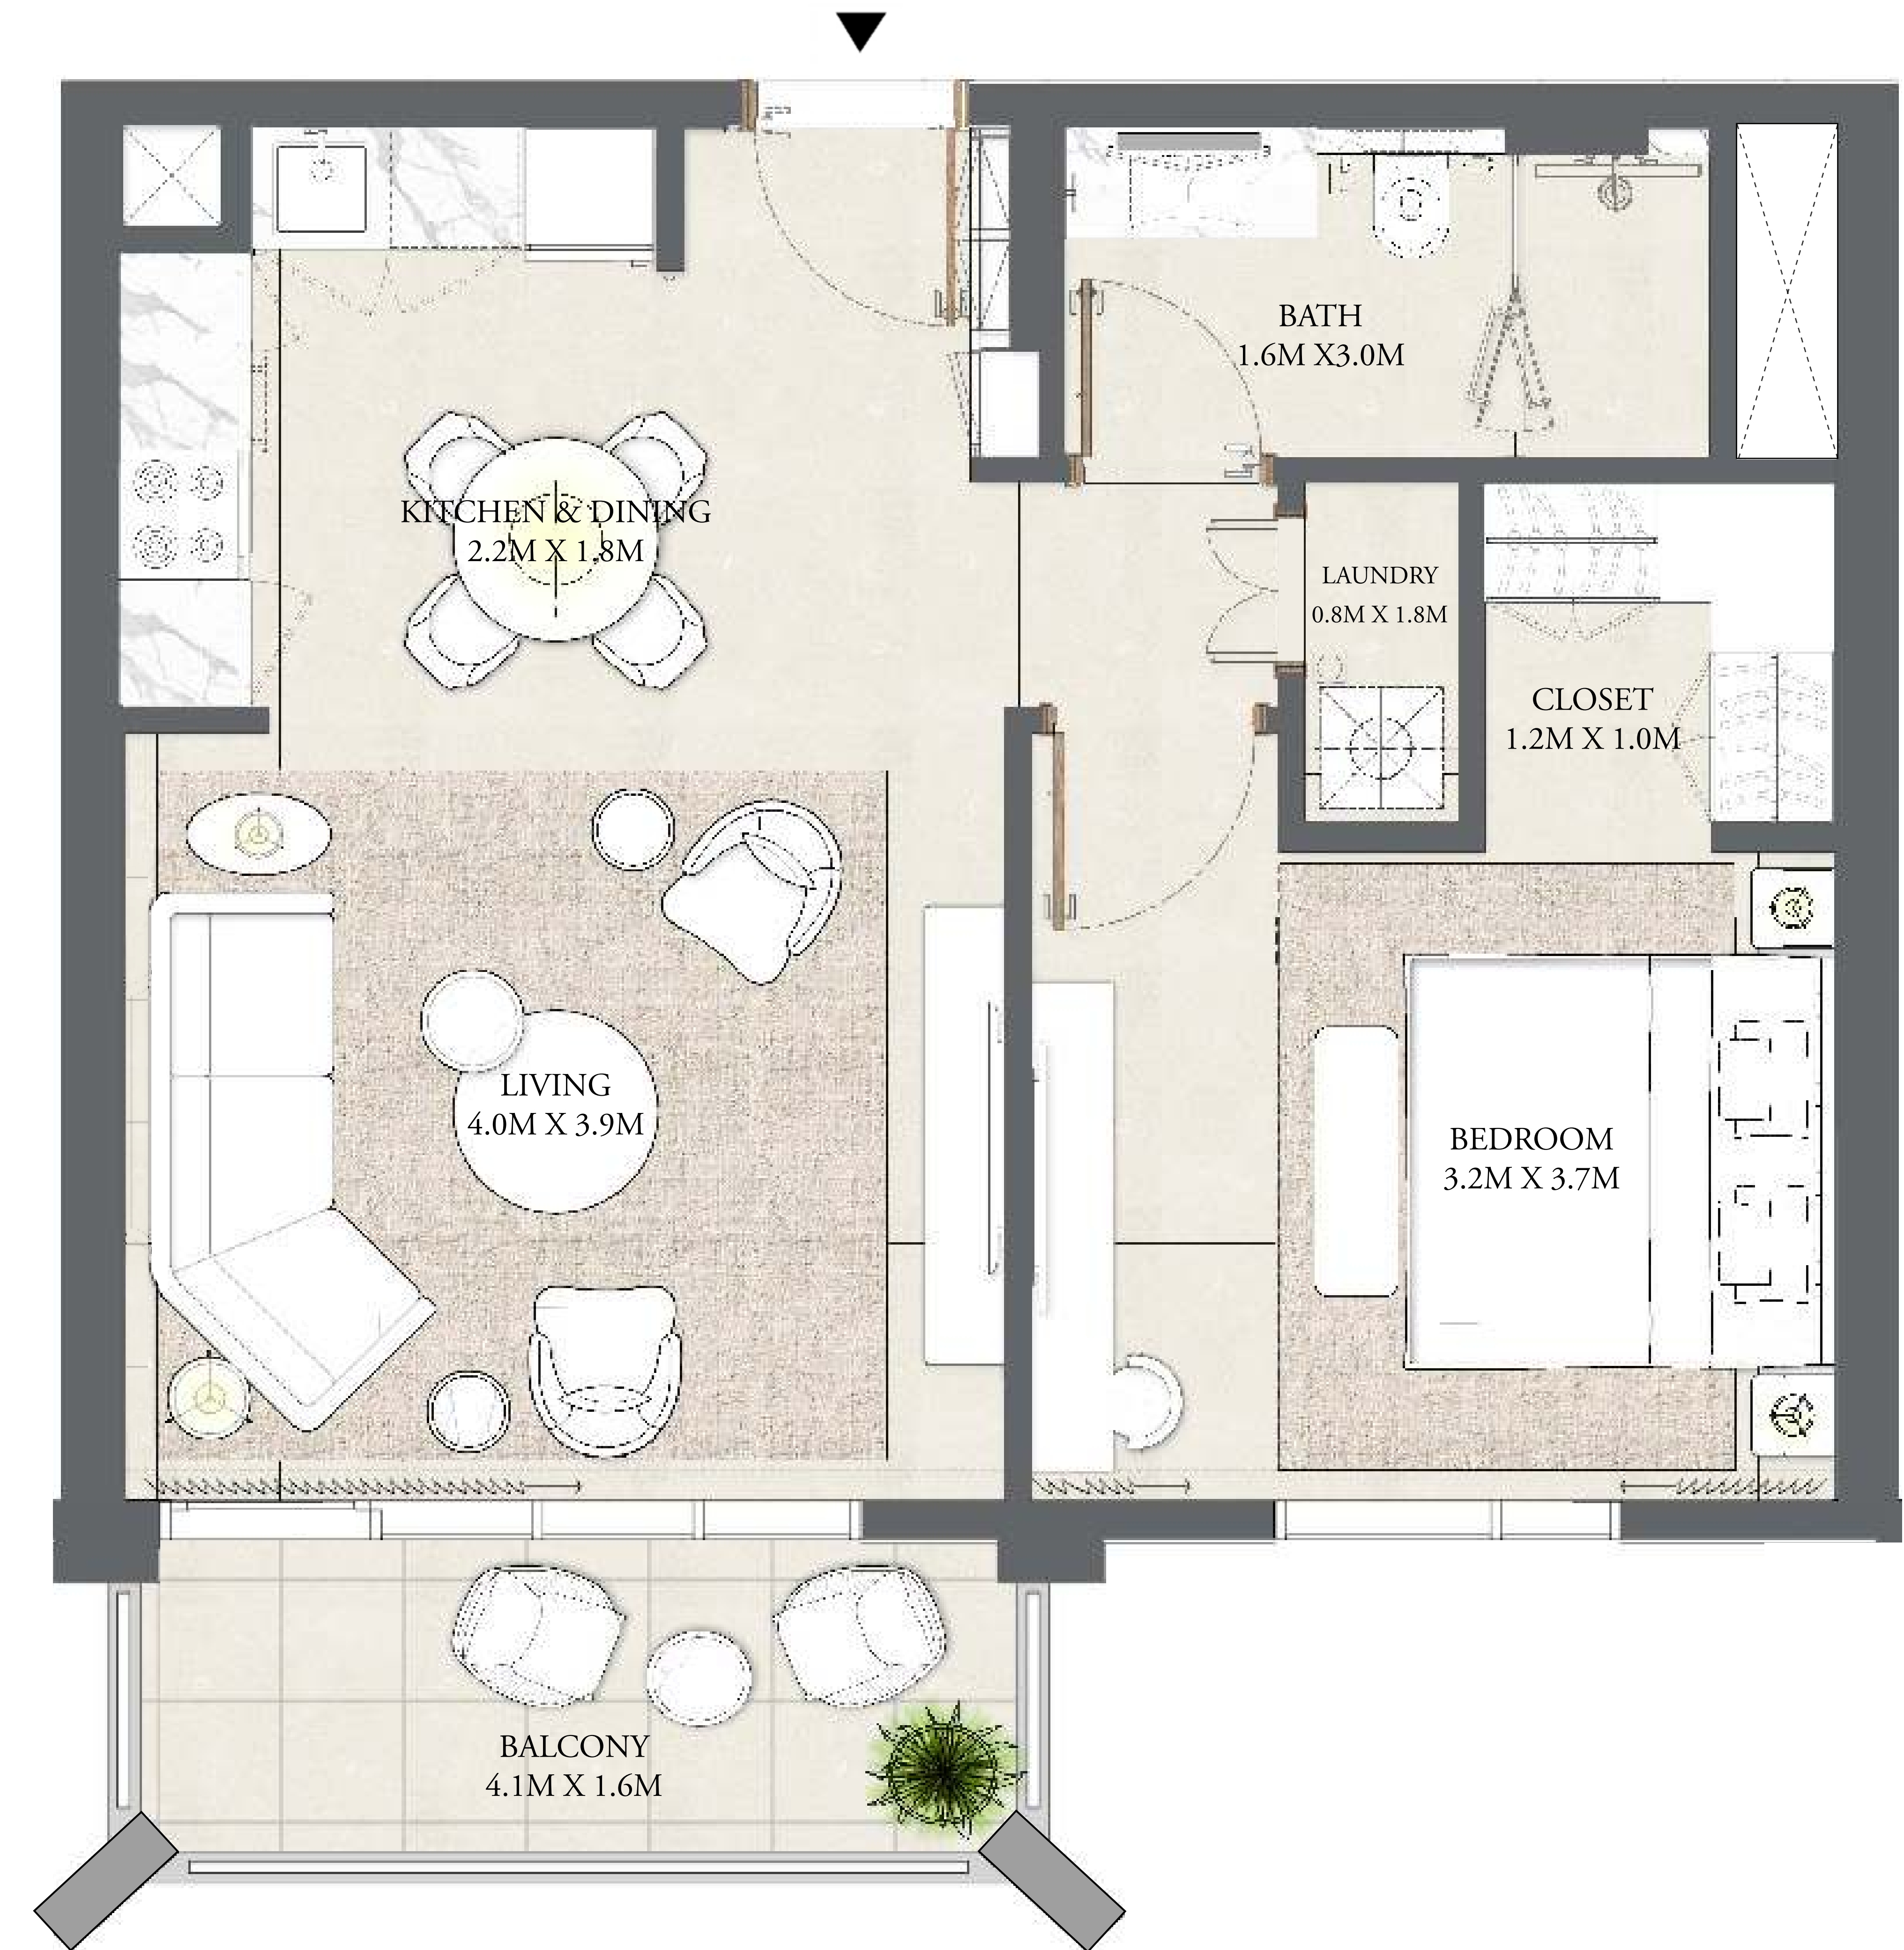 BATH
1.6M X3.0M
KITCHEN & DINING
2.2M X 1.8M
LAUNDRY
0.8M X 1.8M
CLOSET
1.2M X 1.0M
LIVING
4.0M X 3.9M
BEDROOM
3.2M X 3.7M
BALCONY
4.1M X 1.6M